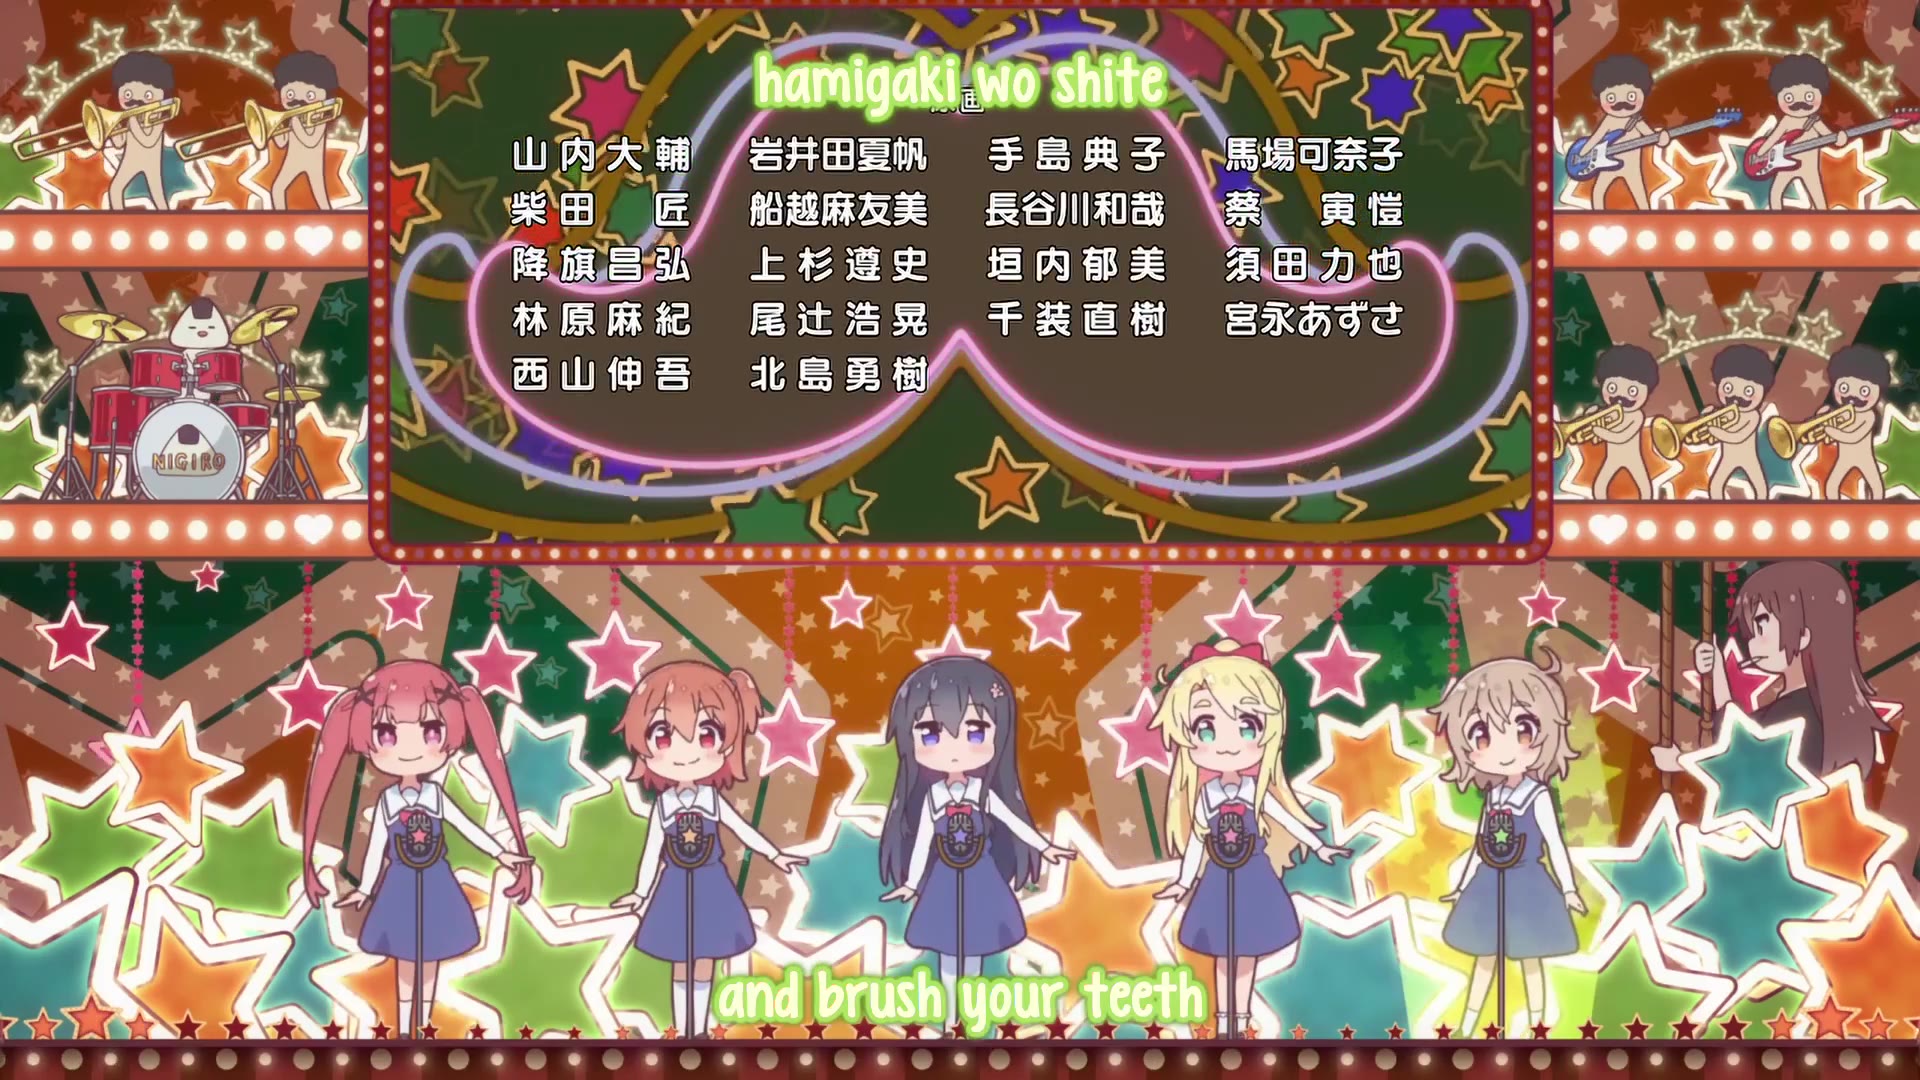 hamigaki wo shite
原画
山内大輔 岩井田夏帆 手島典子 馬場可奈子
柴田 匠 船越麻友美 長谷川和哉 蔡 寅愷
降旗昌弘 上杉遵史 垣内郁美 須田力也
林原麻紀 尾辻浩晃 千装直樹 宮永あずさ
西山伸吾 北島勇樹
NIGIRO
and brush your teeth